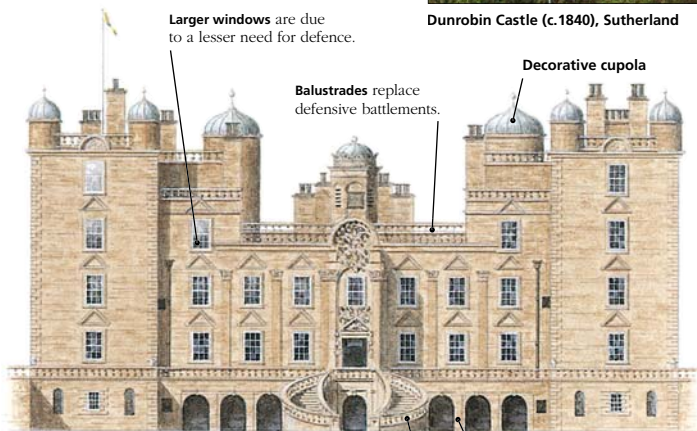 Dunrobin Castle (c.1840), Sutherland
Larger windows are due
to a lesser need for defence.
Decorative cupola
Balustrades replace
defensive battlements.